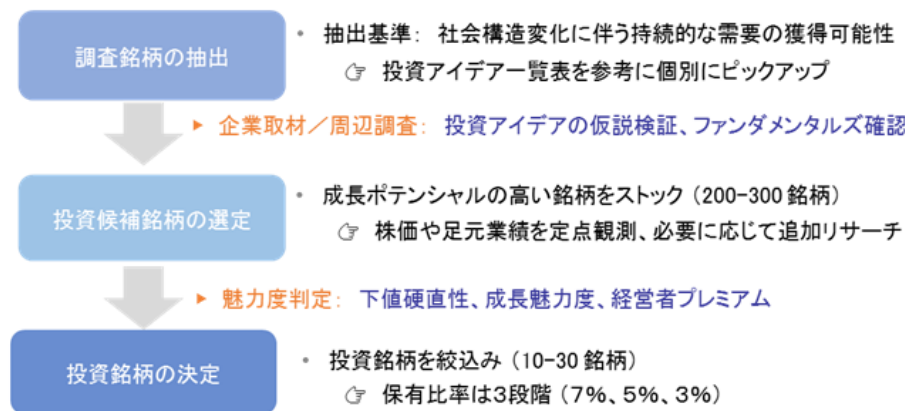 調査銘柄の抽出
• 抽出基準： 社会構造変化に伴う持続的な需要の獲得可能性
☞ 投資アイデア一覧表を参考に個別にピックアップ
▶ 企業取材／周辺調査： 投資アイデアの仮説検証、ファンダメンタルズ確認
投資候補銘柄の選定
• 成長ポテンシャルの高い銘柄をストック（200-300 銘柄）
☞ 株価や足元業績を定点観測、必要に応じて追加リサーチ
▶ 魅力度判定： 下値硬直性、成長魅力度、経営者プレミアム
投資銘柄の決定
• 投資銘柄を絞込み（10-30 銘柄）
☞ 保有比率は３段階（７％、５％、３％）